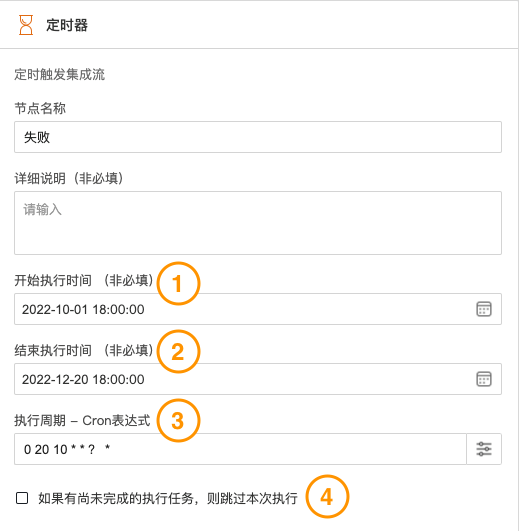 定时器
定时触发集成流
节点名称
失败
详细说明（非必填）
请输入
开始执行时间 （非必填） 1
2022-10-01 18:00:00
结束执行时间 （非必填） 2
2022-12-20 18:00:00
执行周期 – Cron表达式 3
0 20 10 * * ? *
如果有尚未完成的执行任务，则跳过本次执行 4